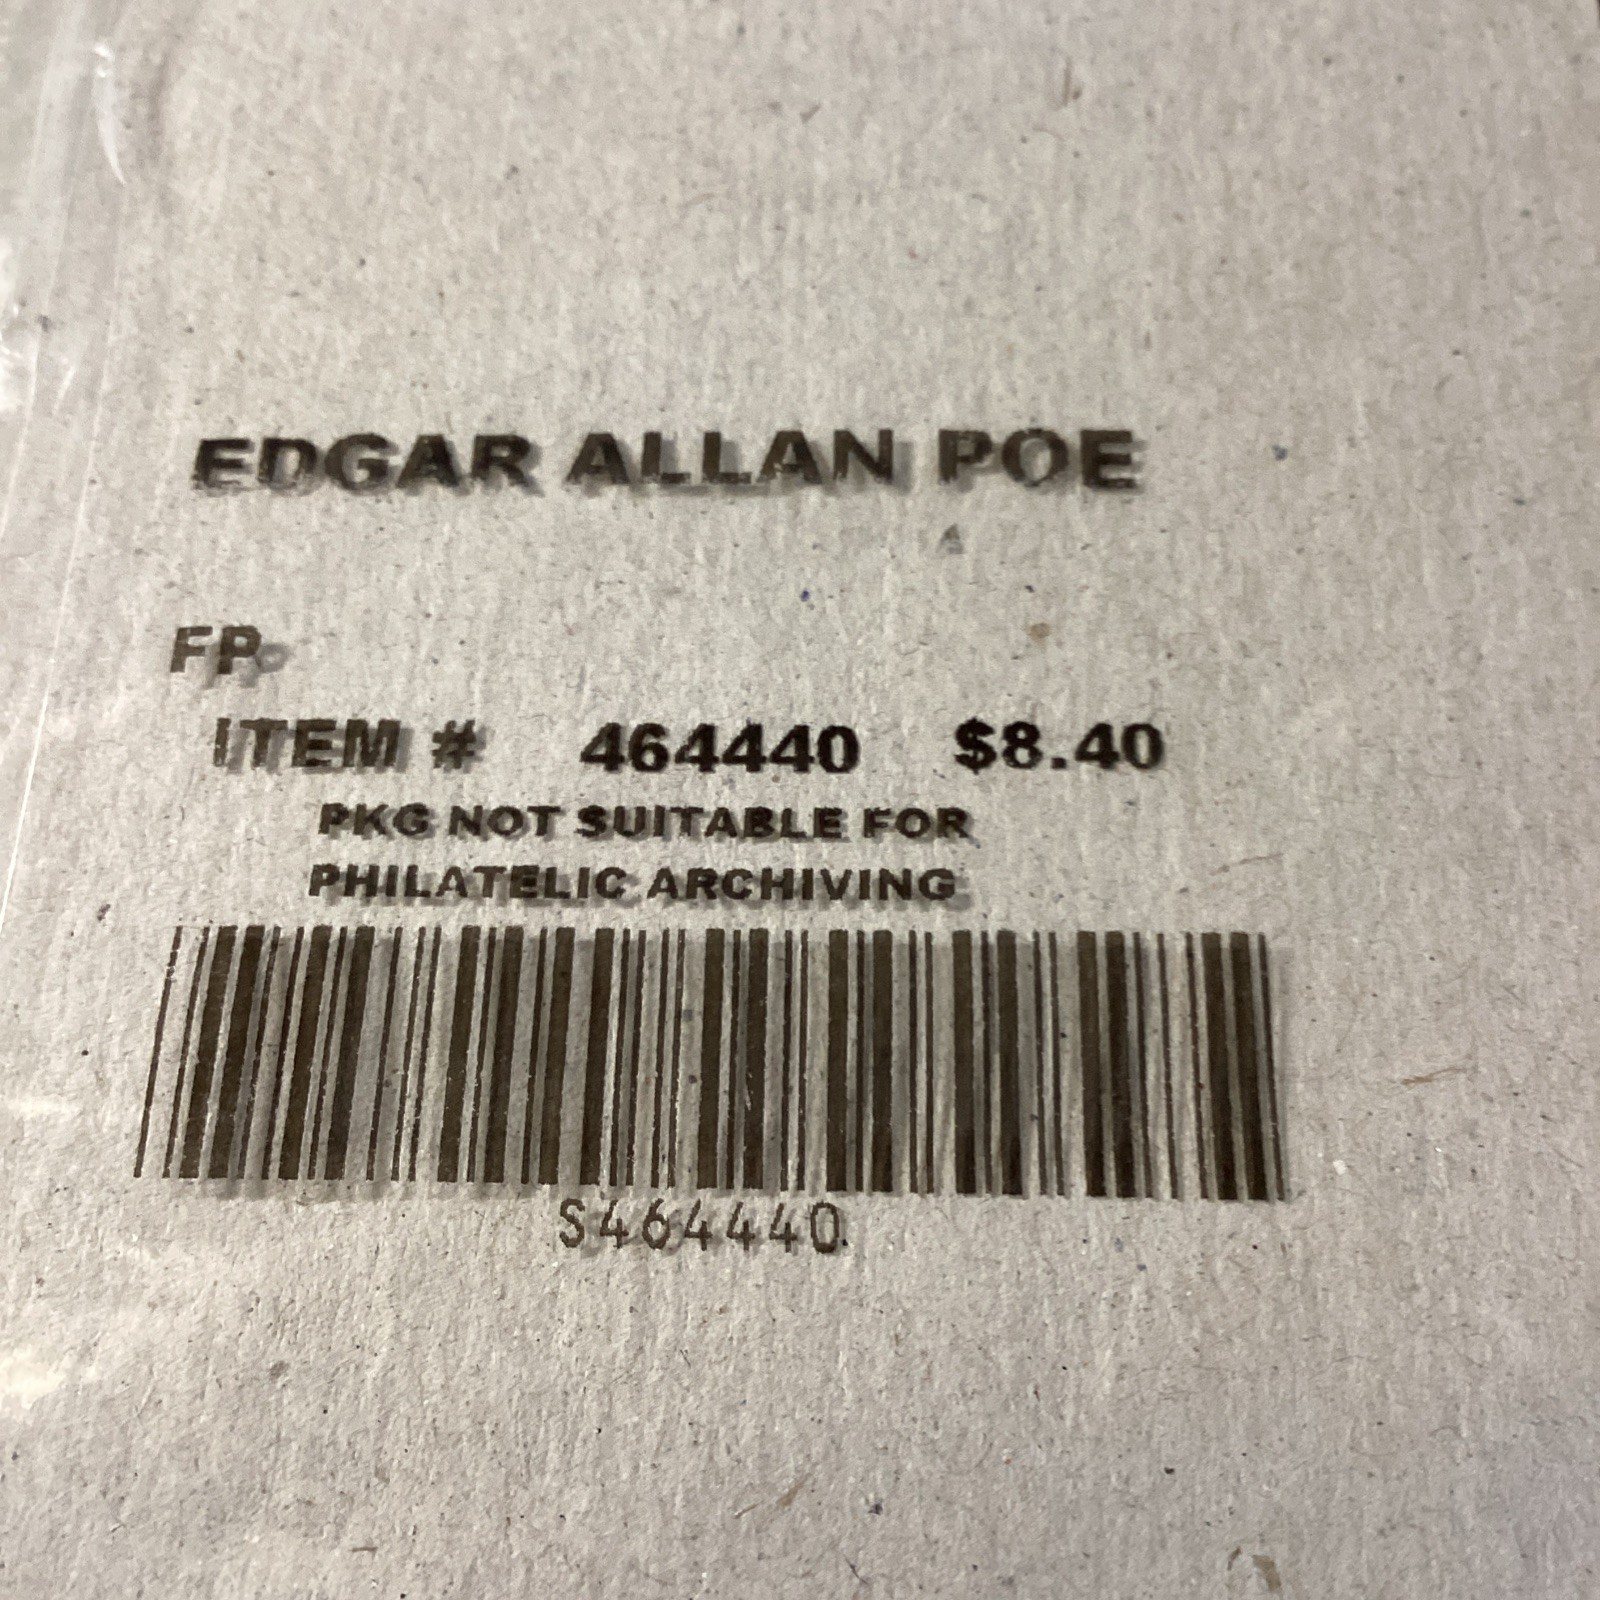 EDGAR ALLAN POE
FP
ITEM # 464440 $8.40
PKG NOT SUITABLE FOR
PHILATELIC ARCHIVING
S464440